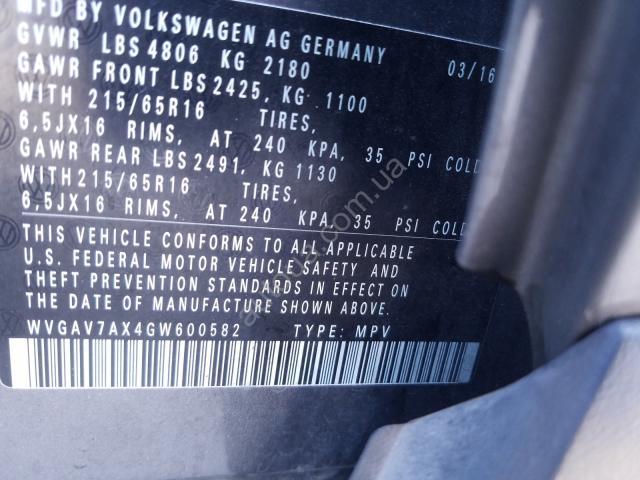 MFD BY VOLKSWAGEN AG GERMANY
GVWR LBS 4806 KG 2180 03/16
GAWR FRONT LBS 2425, KG 1100
WITH 215/65R16 TIRES,
6,5JX16 RIMS, AT 240 KPA, 35 PSI COLD
GAWR REAR LBS 2491, KG 1130
WITH 215/65R16 TIRES,
6,5JX16 RIMS, AT 240 KPA, 35 PSI COLD
THIS VEHICLE CONFORMS TO ALL APPLICABLE
U.S. FEDERAL MOTOR VEHICLE SAFETY AND
THEFT PREVENTION STANDARDS IN EFFECT ON
THE DATE OF MANUFACTURE SHOWN ABOVE.
WVGAV7AX4GW600582 TYPE: MPV